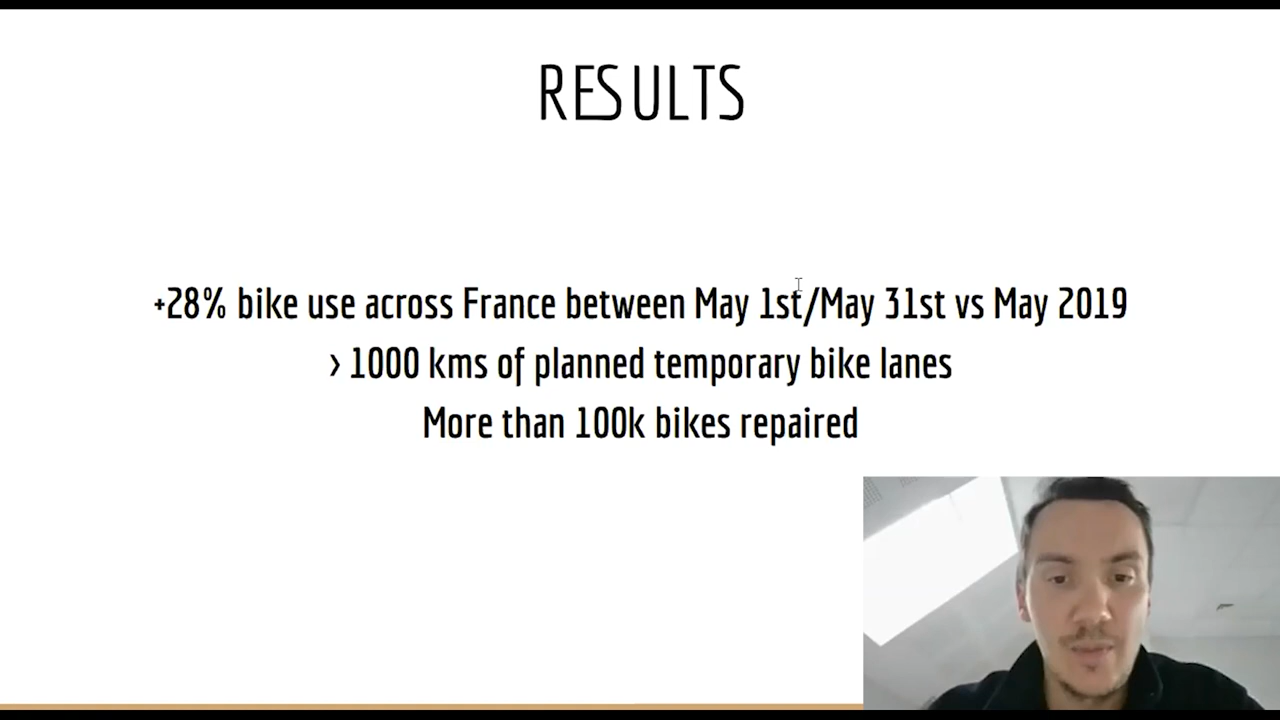 RESULTS
+28% bike use across France between May 1st/May 31st vs May 2019
> 1000 kms of planned temporary bike lanes
More than 100k bikes repaired